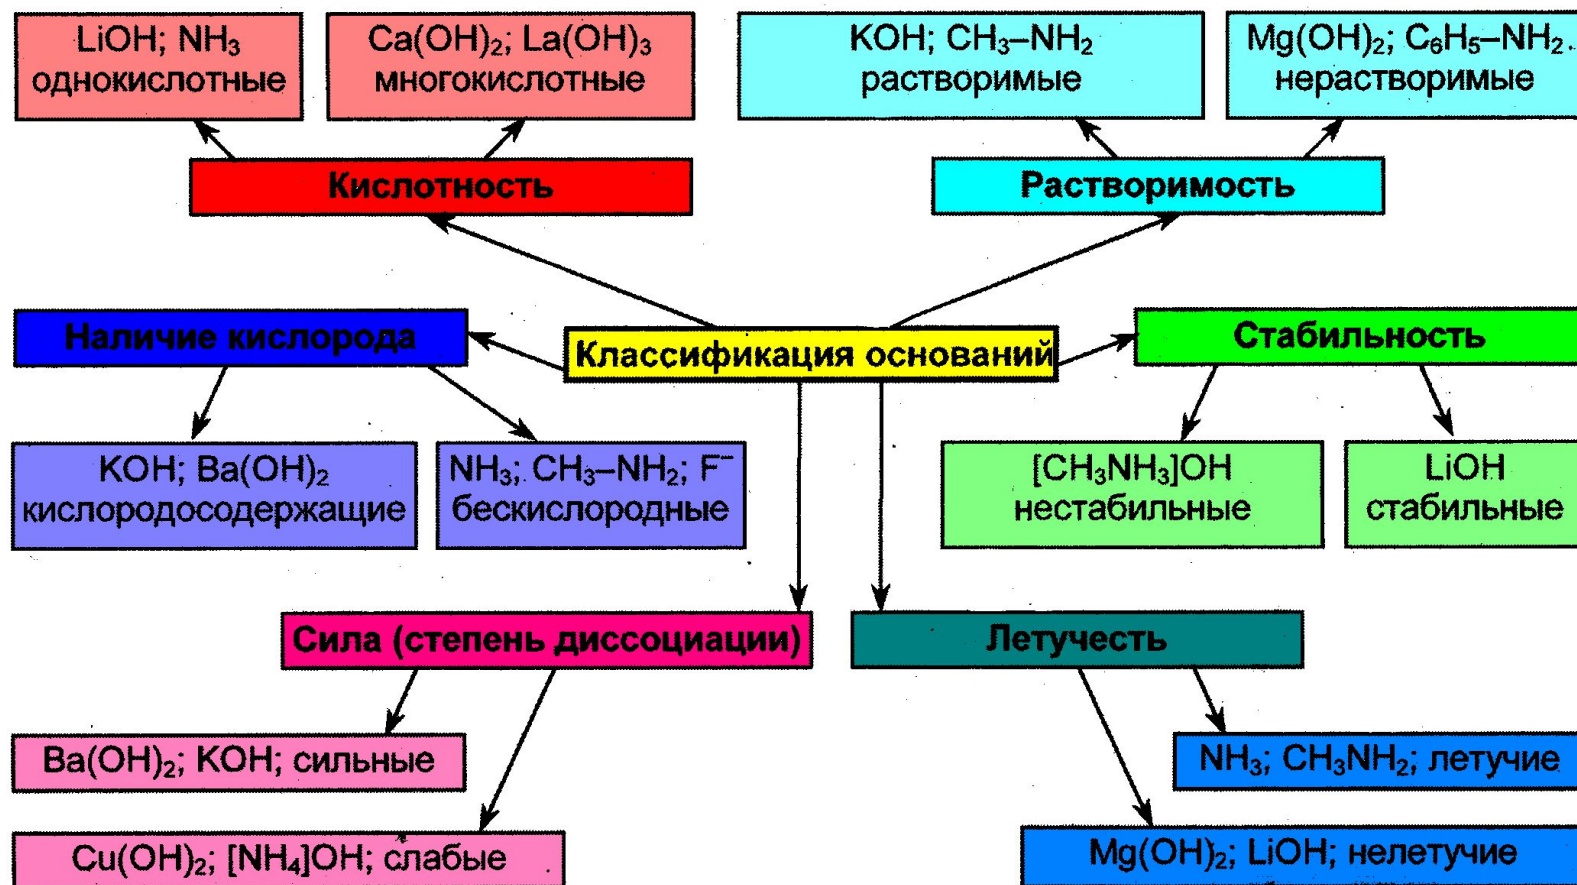 LiOH; NH₃
однокислотные
Ca(OH)₂; La(OH)₃
многокислотные
KOH; CH₃–NH₂
растворимые
Mg(OH)₂; C₆H₅–NH₂.
нерастворимые
Кислотность
Растворимость
Наличие кислорода
Классификация оснований
Стабильность
KOH; Ba(OH)₂
кислородосодержащие
NH₃; CH₃–NH₂; F⁻
бескислородные
[CH₃NH₃]OH
нестабильные
LiOH
стабильные
Сила (степень диссоциации)
Летучесть
Ba(OH)₂; KOH; сильные
NH₃; CH₃NH₂; летучие
Cu(OH)₂; [NH₄]OH; слабые
Mg(OH)₂; LiOH; нелетучие